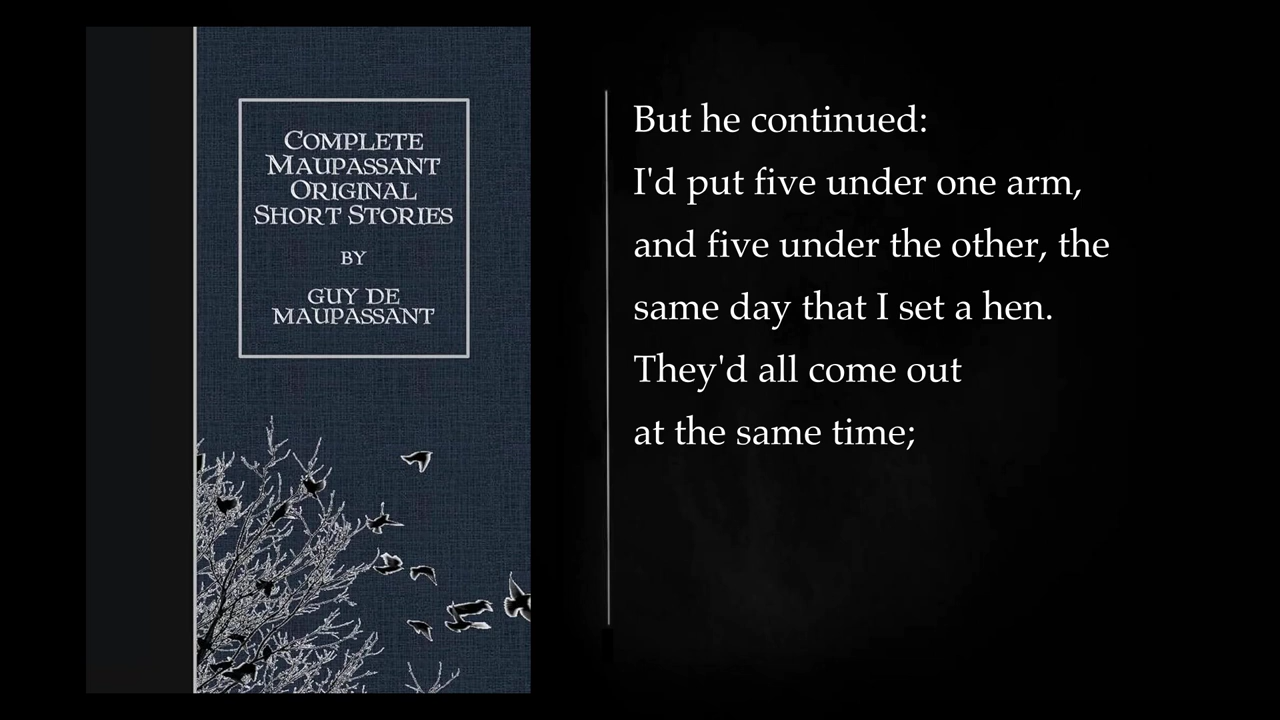 COMPLETE
MAUPASSANT
ORIGINAL
SHORT STORIES
BY
GUY DE
MAUPASSANT
But he continued:
I'd put five under one arm,
and five under the other, the
same day that I set a hen.
They'd all come out
at the same time;